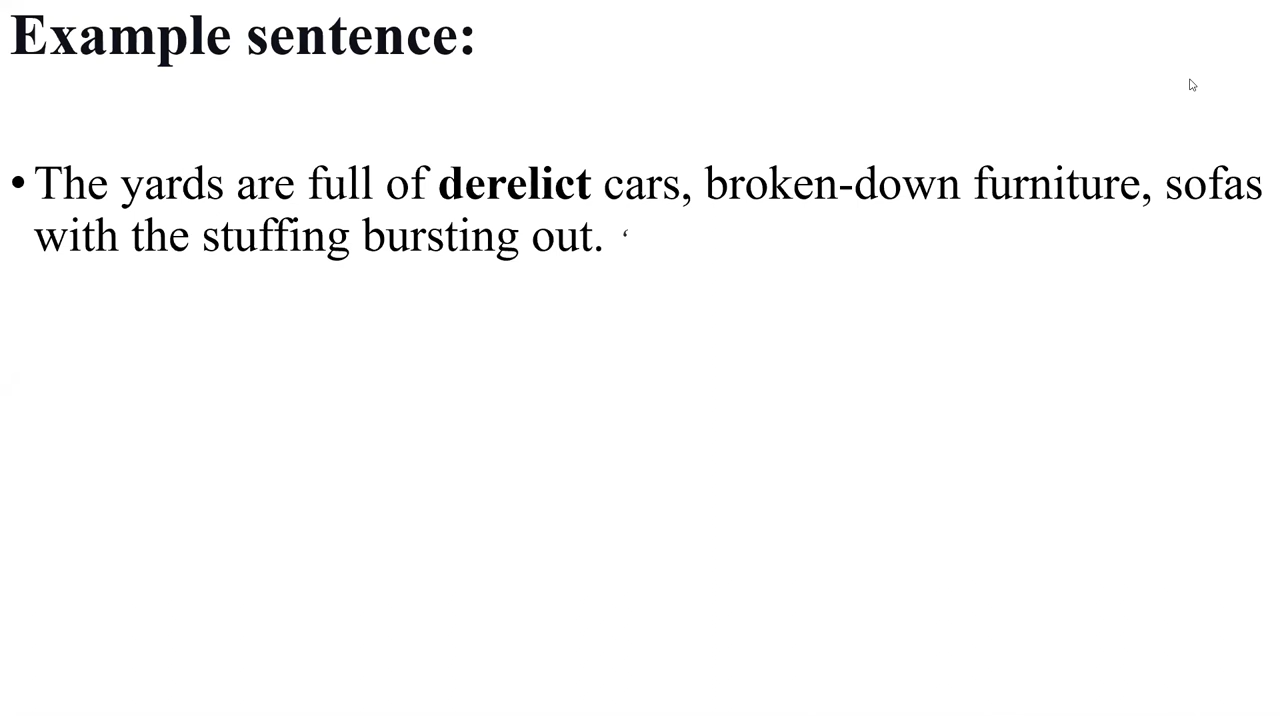 Example sentence:
• The yards are full of derelict cars, broken-down furniture, sofas
with the stuffing bursting out. ‘